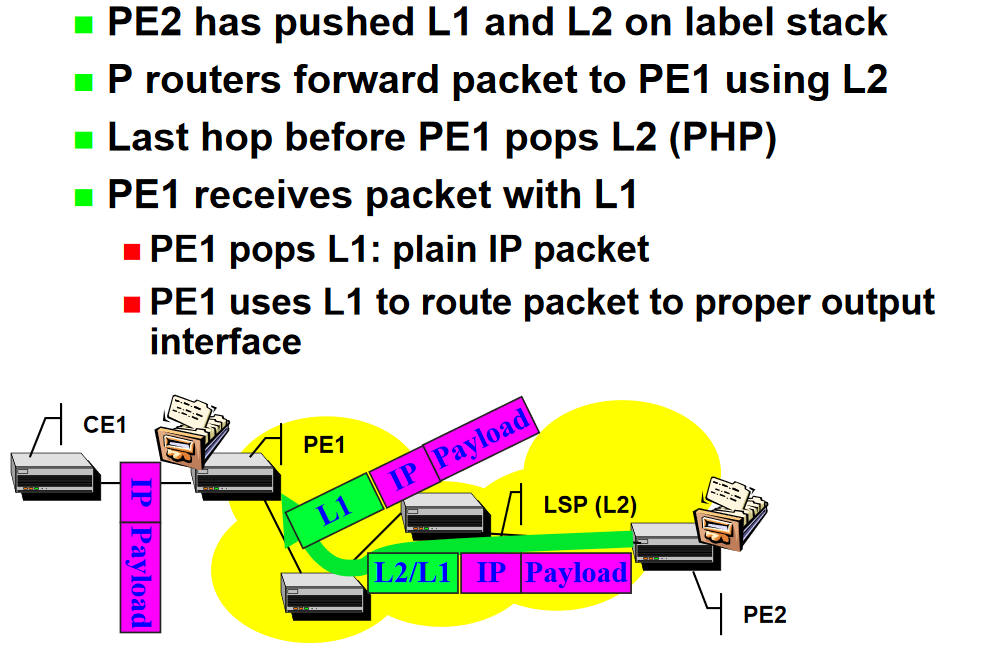 PE2 has pushed L1 and L2 on label stack
P routers forward packet to PE1 using L2
Last hop before PE1 pops L2 (PHP)
PE1 receives packet with L1
PE1 pops L1: plain IP packet
PE1 uses L1 to route packet to proper output
interface
CE1
PE1
L1 IP Payload
IP Payload
LSP (L2)
L2/L1 IP Payload
PE2